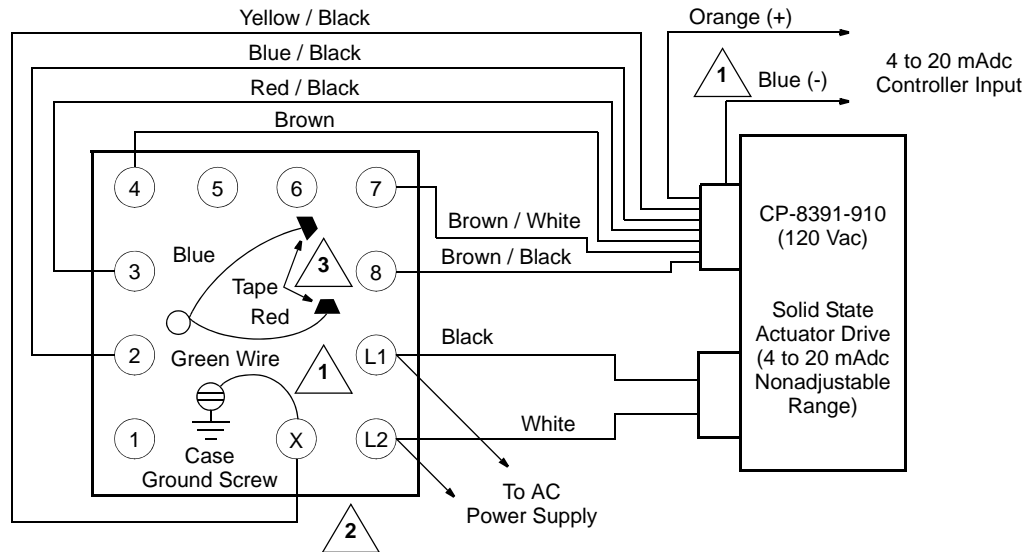 Yellow / Black
Orange (+)
Blue / Black
1
Blue (-)
4 to 20 mAdc
Controller Input
Red / Black
Brown
4
5
6
7
Brown / White
CP-8391-910
(120 Vac)
Blue
3
3
8
Brown / Black
Tape
Red
Solid State
Actuator Drive
(4 to 20 mAdc
Nonadjustable
Range)
2
Green Wire
1
L1
Black
1
X
L2
White
Case
Ground Screw
To AC
Power Supply
2